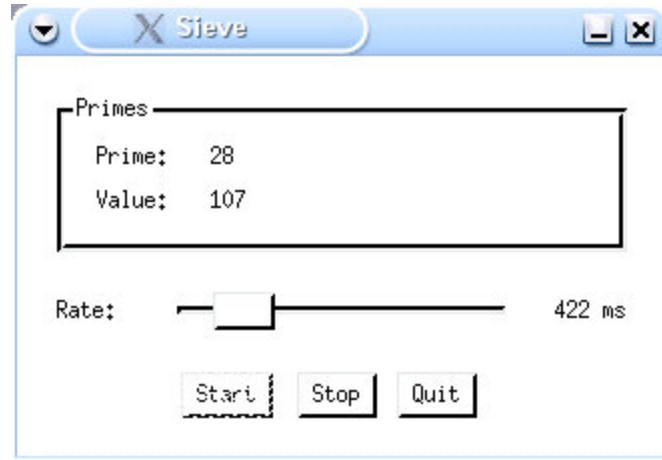 Sieve
Primes
Prime: 28
Value: 107
Rate: 422 ms
Start Stop Quit